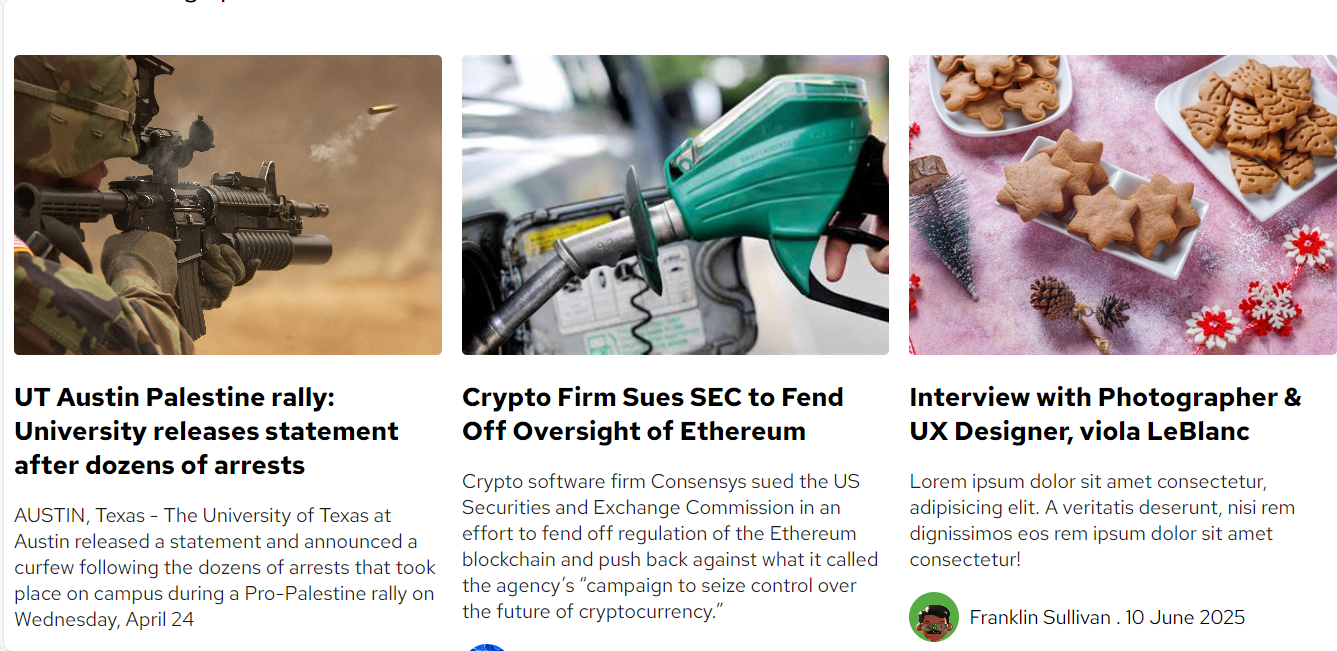 UT Austin Palestine rally:
University releases statement
after dozens of arrests
AUSTIN, Texas - The University of Texas at
Austin released a statement and announced a
curfew following the dozens of arrests that took
place on campus during a Pro-Palestine rally on
Wednesday, April 24
Crypto Firm Sues SEC to Fend
Off Oversight of Ethereum
Crypto software firm Consensys sued the US
Securities and Exchange Commission in an
effort to fend off regulation of the Ethereum
blockchain and push back against what it called
the agency’s “campaign to seize control over
the future of cryptocurrency.”
Interview with Photographer &
UX Designer, viola LeBlanc
Lorem ipsum dolor sit amet consectetur,
adipisicing elit. A veritatis deserunt, nisi rem
dignissimos eos rem ipsum dolor sit amet
consectetur!
Franklin Sullivan . 10 June 2025